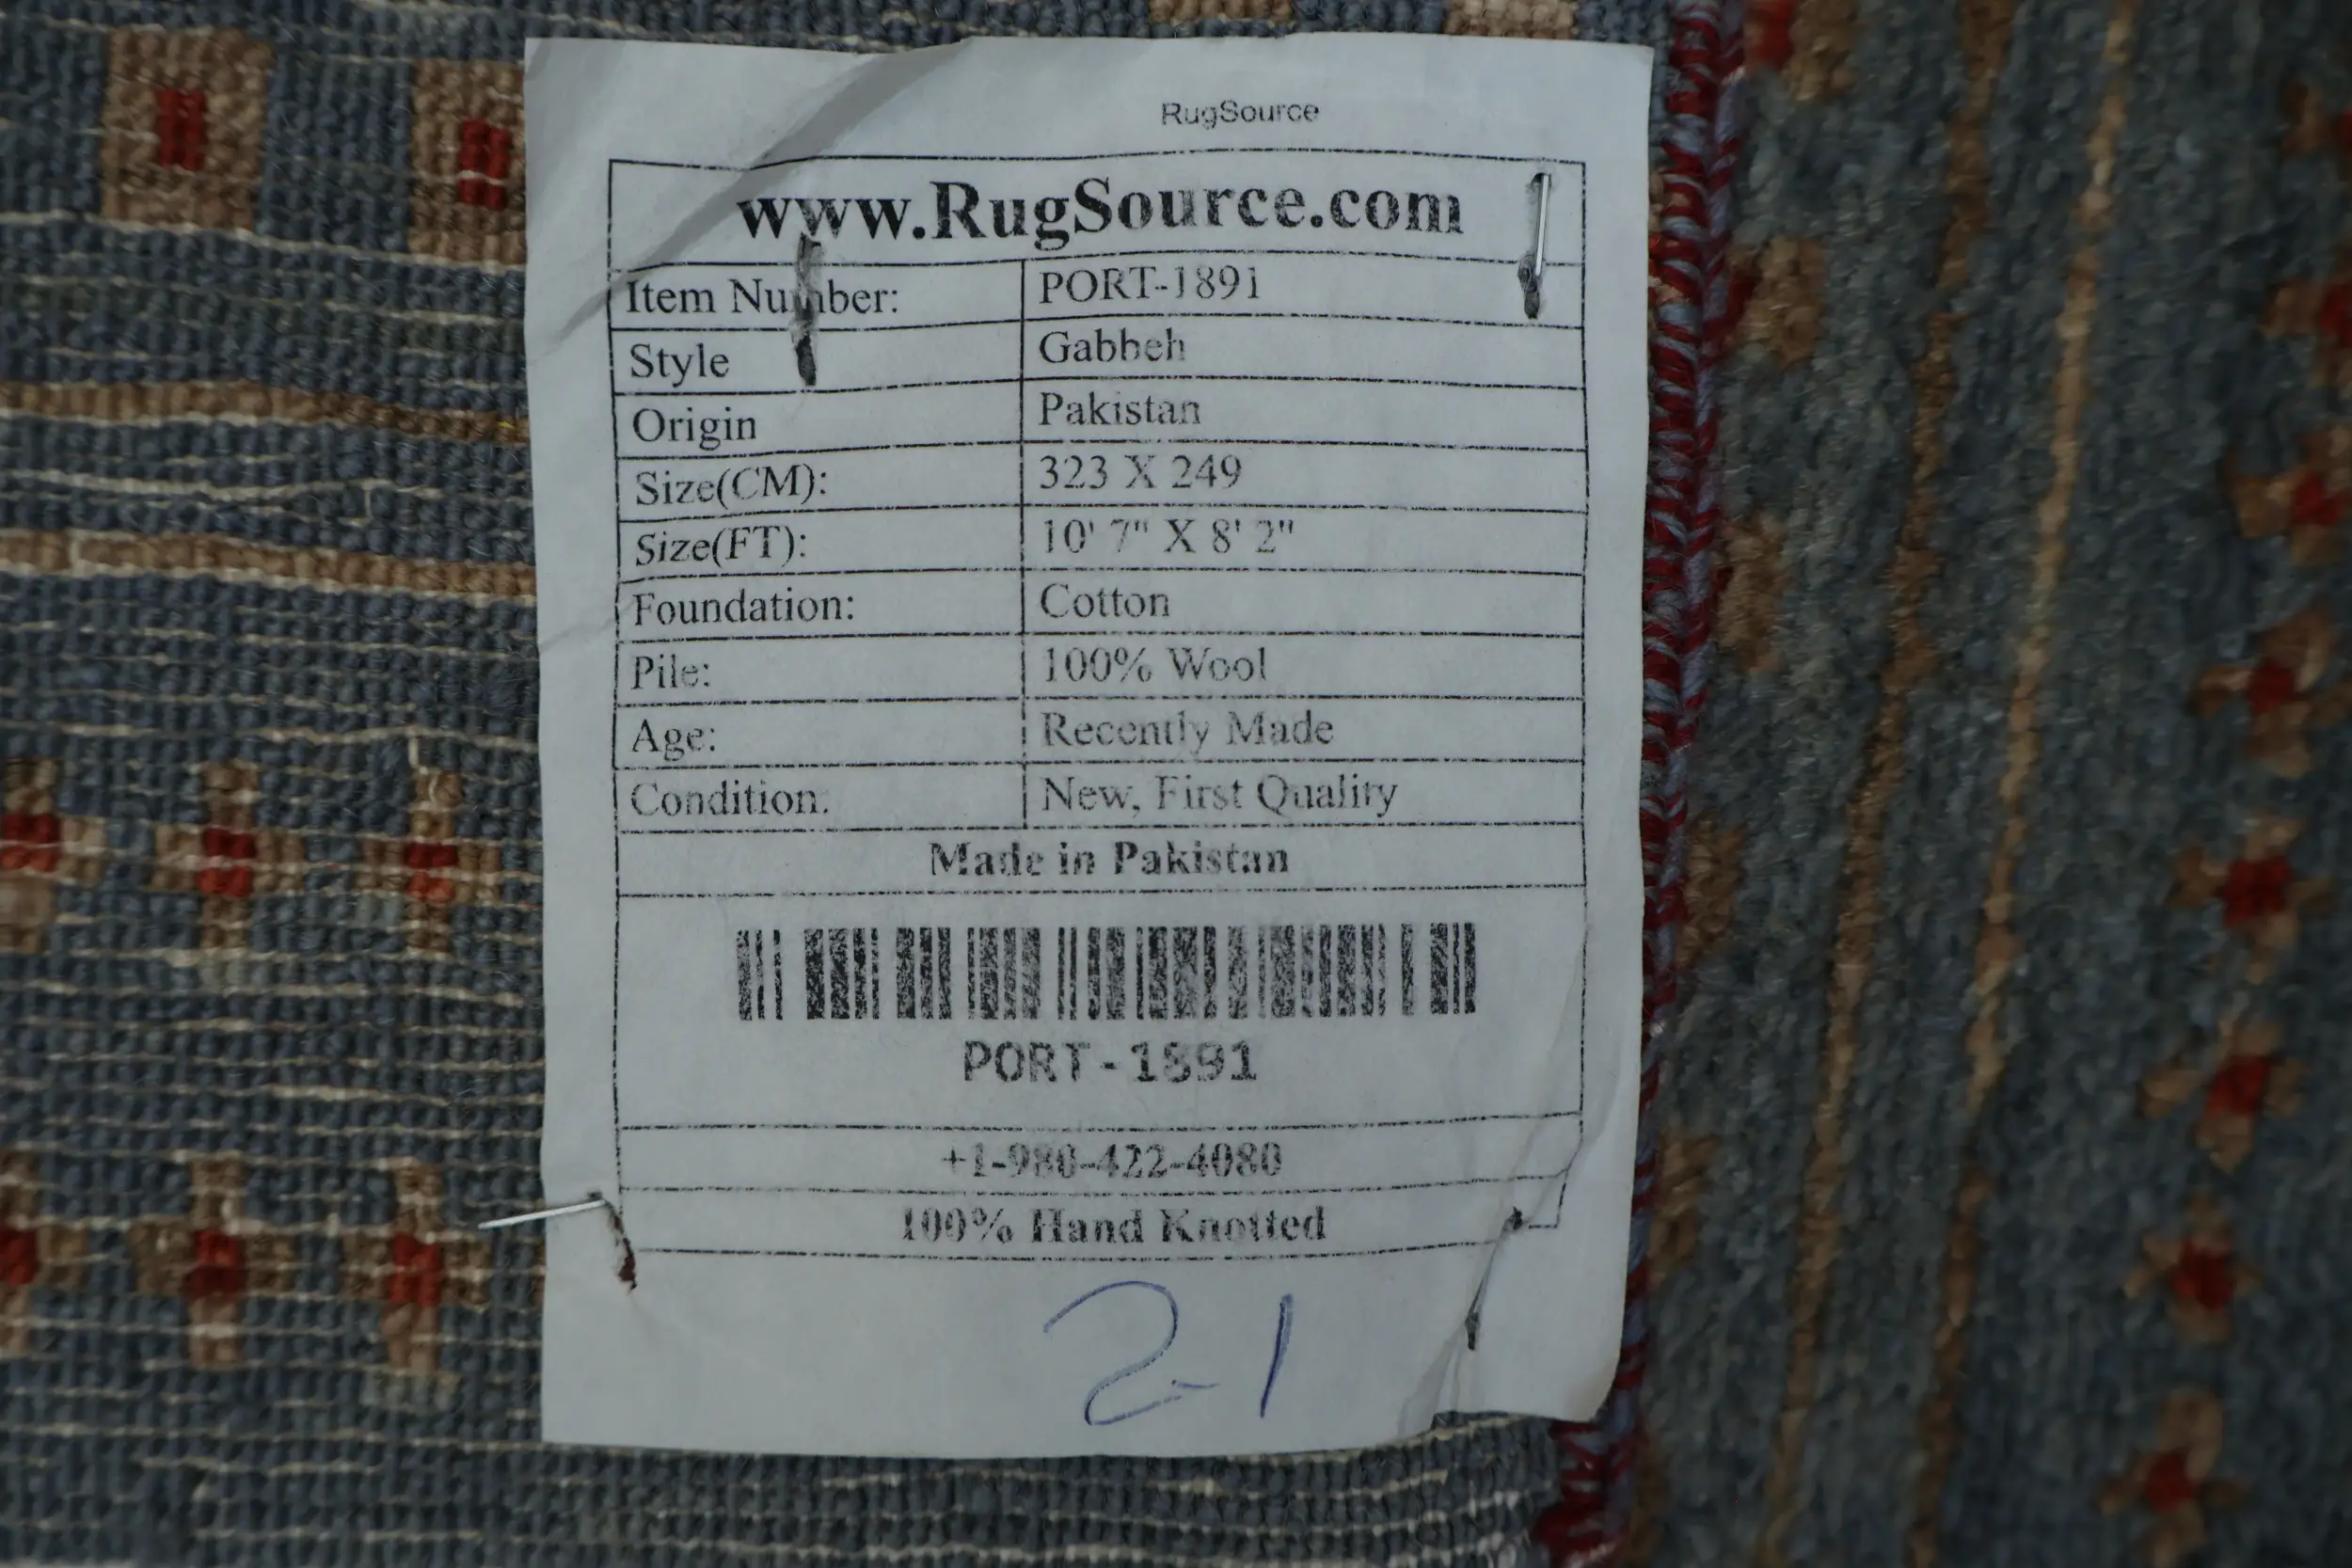 RugSource
www.RugSource.com
Item Number: PORT-1891
Style Gabbeh
Origin Pakistan
Size(CM): 323 X 249
Size(FT): 10' 7" X 8' 2"
Foundation: Cotton
Pile: 100% Wool
Age: Recently Made
Condition: New, First Quality
Made in Pakistan
PORT-1891
+1-980-422-4080
100% Hand Knotted
21